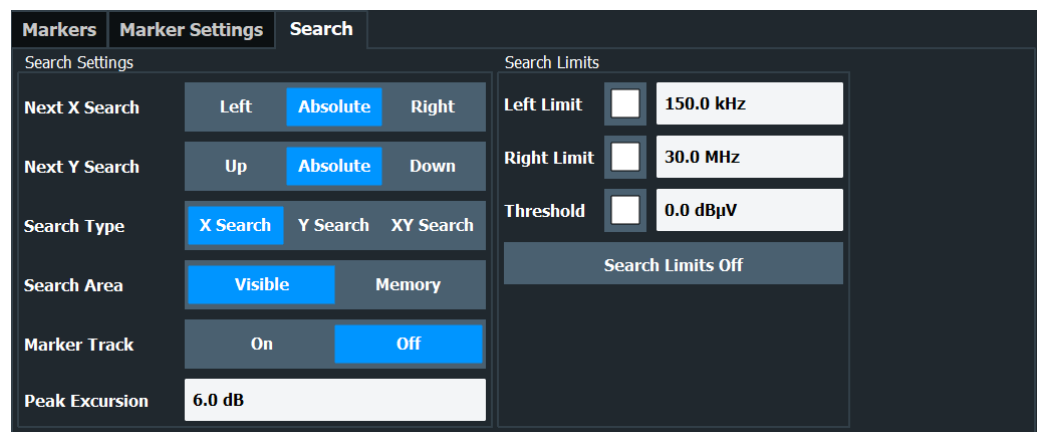 Markers Marker Settings Search
Search Settings
Next X Search Left Absolute Right
Next Y Search Up Absolute Down
Search Type X Search Y Search XY Search
Search Area Visible Memory
Marker Track On Off
Peak Excursion 6.0 dB
Search Limits
Left Limit 150.0 kHz
Right Limit 30.0 MHz
Threshold 0.0 dBµV
Search Limits Off